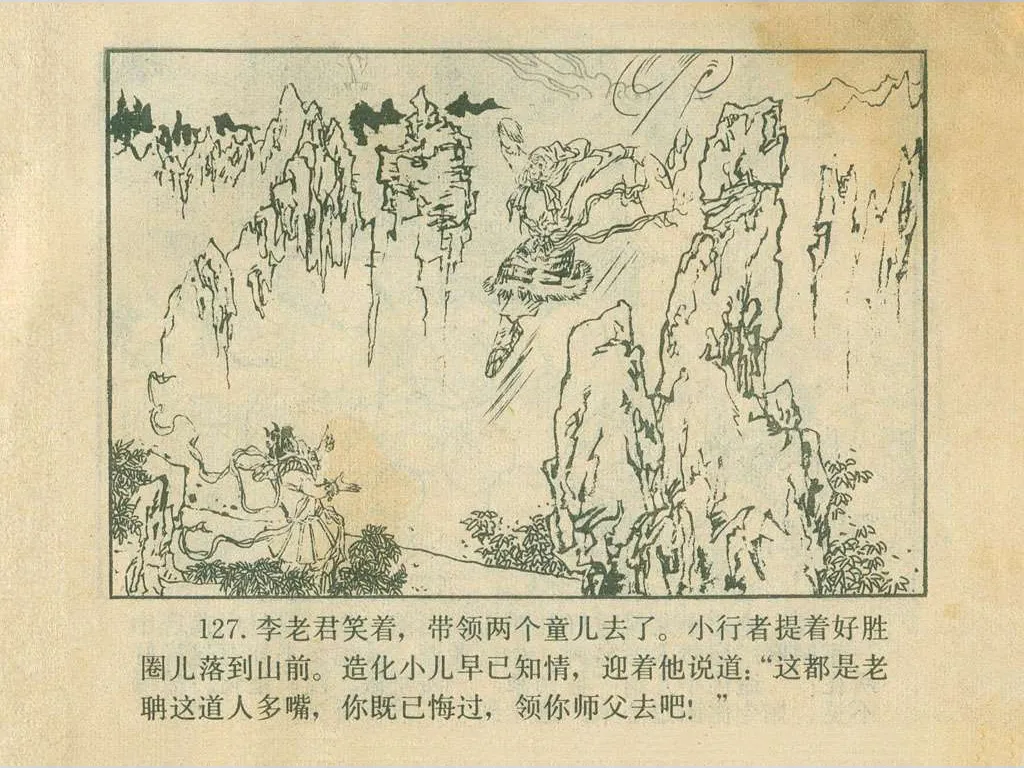 127. 李老君笑着，带领两个童儿去了。小行者提着好胜
圈儿落到山前。造化小儿早已知情，迎着他说道：“这都是老
聃这道人多嘴，你既已悔过，领你师父去吧！”